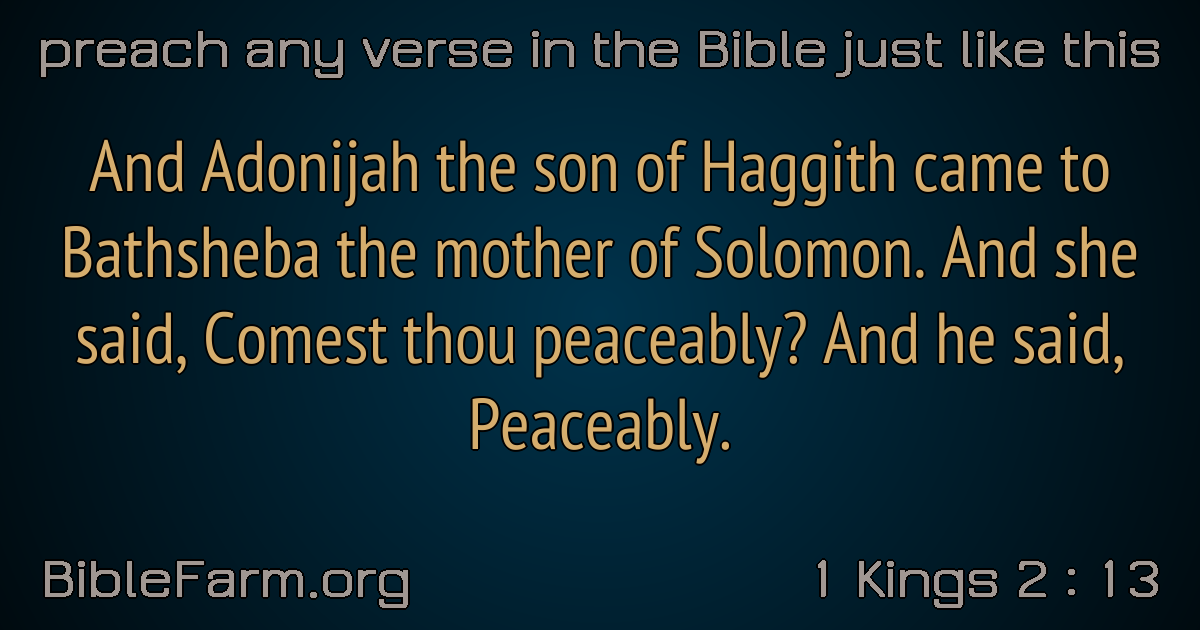 preach any verse in the Bible just like this
And Adonijah the son of Haggith came to
Bathsheba the mother of Solomon. And she
said, Comest thou peaceably? And he said,
Peaceably.
BibleFarm.org
1 Kings 2 : 13